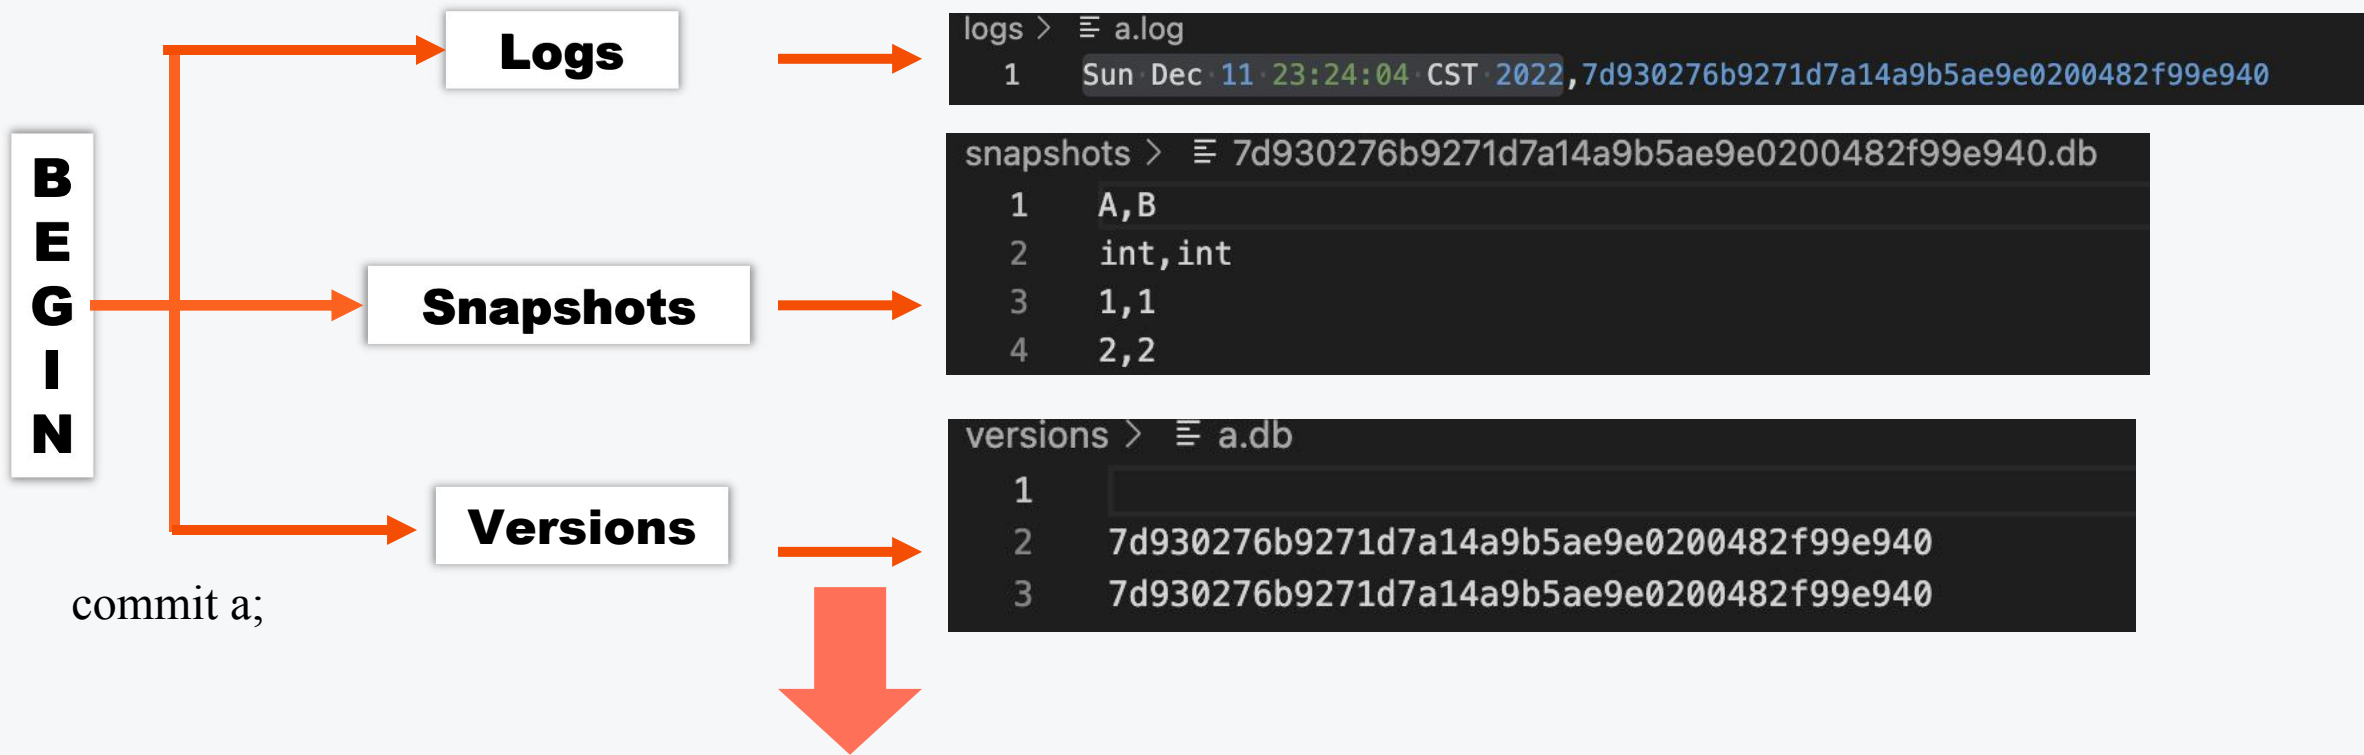 BEGIN
Logs
logs > a.log
1 Sun Dec 11 23:24:04 CST 2022,7d930276b9271d7a14a9b5ae9e0200482f99e940
Snapshots
snapshots > 7d930276b9271d7a14a9b5ae9e0200482f99e940.db
1 A,B
2 int,int
3 1,1
4 2,2
Versions
versions > a.db
1
2 7d930276b9271d7a14a9b5ae9e0200482f99e940
3 7d930276b9271d7a14a9b5ae9e0200482f99e940
commit a;